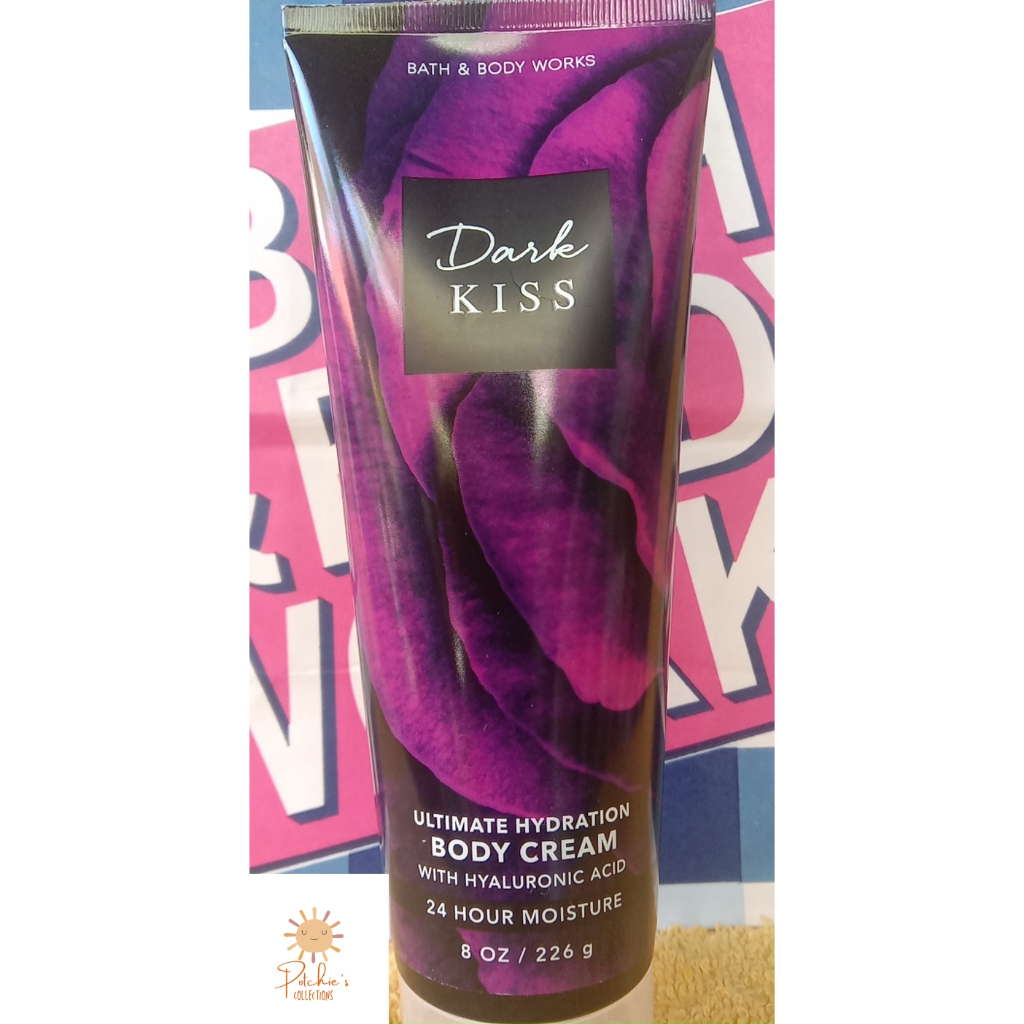 BATH & BODY WORKS
Dark
KISS
ULTIMATE HYDRATION
BODY CREAM
WITH HYALURONIC ACID
24 HOUR MOISTURE
8 OZ / 226 g
Potchie's
COLLECTIONS